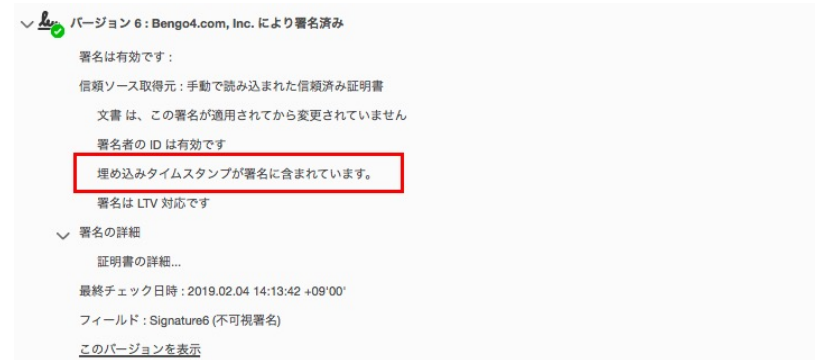 バージョン 6 : Bengo4.com, Inc. により署名済み
署名は有効です :
信頼ソース取得元 : 手動で読み込まれた信頼済み証明書
文書 は、この署名が適用されてから変更されていません
署名者の ID は有効です
埋め込みタイムスタンプが署名に含まれています。
署名は LTV 対応です
署名の詳細
証明書の詳細...
最終チェック日時 : 2019.02.04 14:13:42 +09'00'
フィールド : Signature6 (不可視署名)
このバージョンを表示